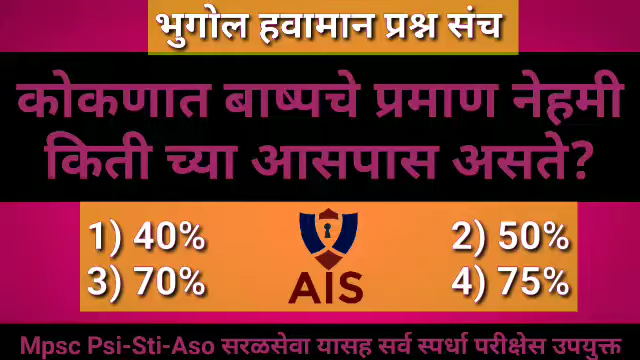 भुगोल हवामान प्रश्न संच
कोकणात बाष्पचे प्रमाण नेहमी
किती च्या आसपास असते?
1) 40% 2) 50%
3) 70% AIS 4) 75%
Mpsc Psi-Sti-Aso सरळसेवा यासह सर्व स्पर्धा परीक्षेस उपयुक्त